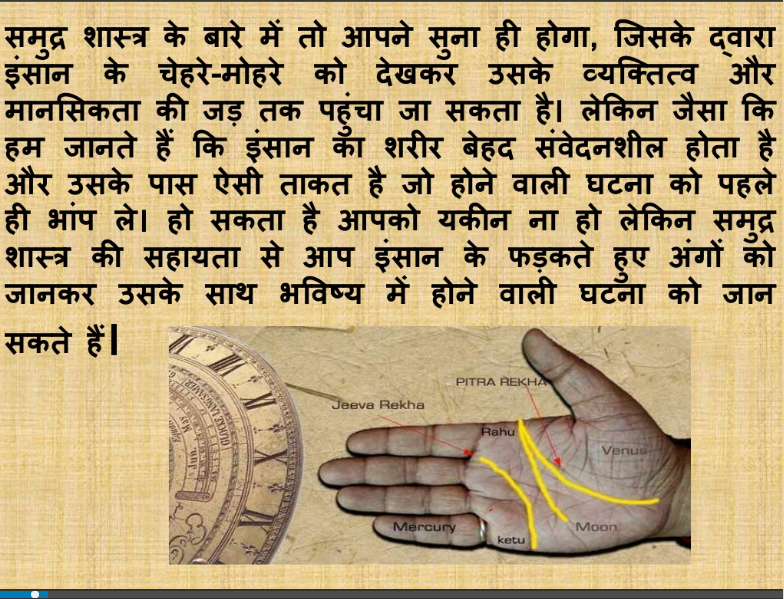 समुद्र शास्त्र के बारे में तो आपने सुना ही होगा, जिसके द्वारा
इंसान के चेहरे-मोहरे को देखकर उसके व्यक्तित्व और
मानसिकता की जड़ तक पहुंचा जा सकता है। लेकिन जैसा कि
हम जानते हैं कि इंसान का शरीर बेहद संवेदनशील होता है
और उसके पास ऐसी ताकत है जो होने वाली घटना को पहले
ही भांप ले। हो सकता है आपको यकीन ना हो लेकिन समुद्र
शास्त्र की सहायता से आप इंसान के फड़कते हुए अंगों को
जानकर उसके साथ भविष्य में होने वाली घटना को जान
सकते हैं|
PITRA REKHA
Jeeva Rekha
Rahu
Venus
Mercury
Moon
ketu
Jun.
May